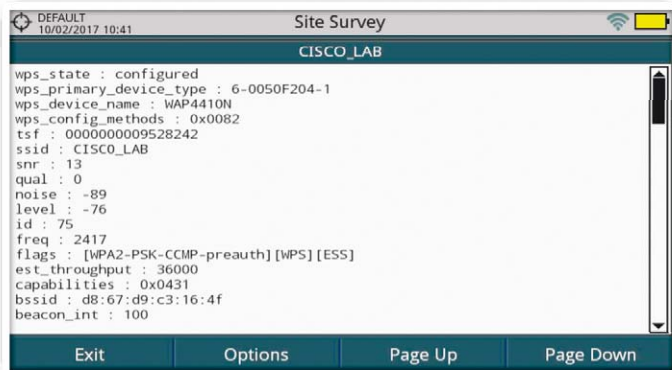 DEFAULT
10/02/2017 10:41
Site Survey
CISCO_LAB
wps_state : configured
wps_primary_device_type : 6-0050F204-1
wps_device_name : WAP4410N
wps_config_methods : 0x0082
tsf : 0000000009528242
ssid : CISCO_LAB
snr : 13
qual : 0
noise : -89
level : -76
id : 75
freq : 2417
flags : [WPA2-PSK-CCMP-preauth][WPS][ESS]
est_throughput : 36000
capabilities : 0x0431
bssid : d8:67:d9:c3:16:4f
beacon_int : 100
Exit
Options
Page Up
Page Down